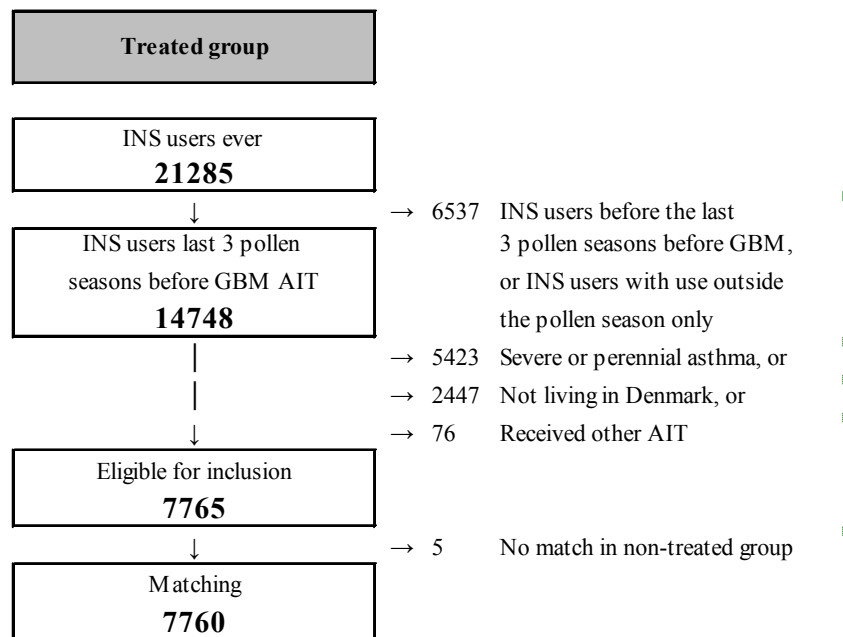 Treated group
INS users ever
21285
↓
→ 6537 INS users before the last
3 pollen seasons before GBM,
or INS users with use outside
the pollen season only
INS users last 3 pollen
seasons before GBM AIT
14748
|
→ 5423 Severe or perennial asthma, or
|
→ 2447 Not living in Denmark, or
↓
→ 76 Received other AIT
Eligible for inclusion
7765
↓
→ 5 No match in non-treated group
Matching
7760